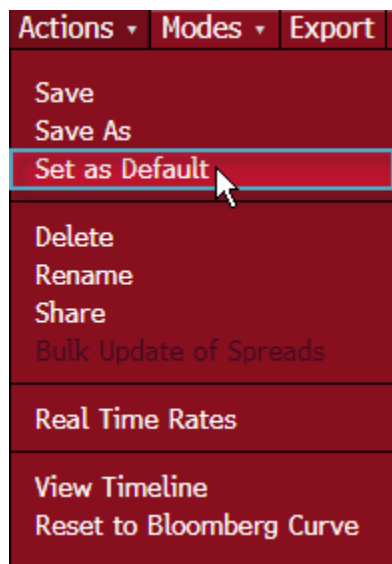 Actions Modes Export
Save
Save As
Set as Default
Delete
Rename
Share
Bulk Update of Spreads
Real Time Rates
View Timeline
Reset to Bloomberg Curve